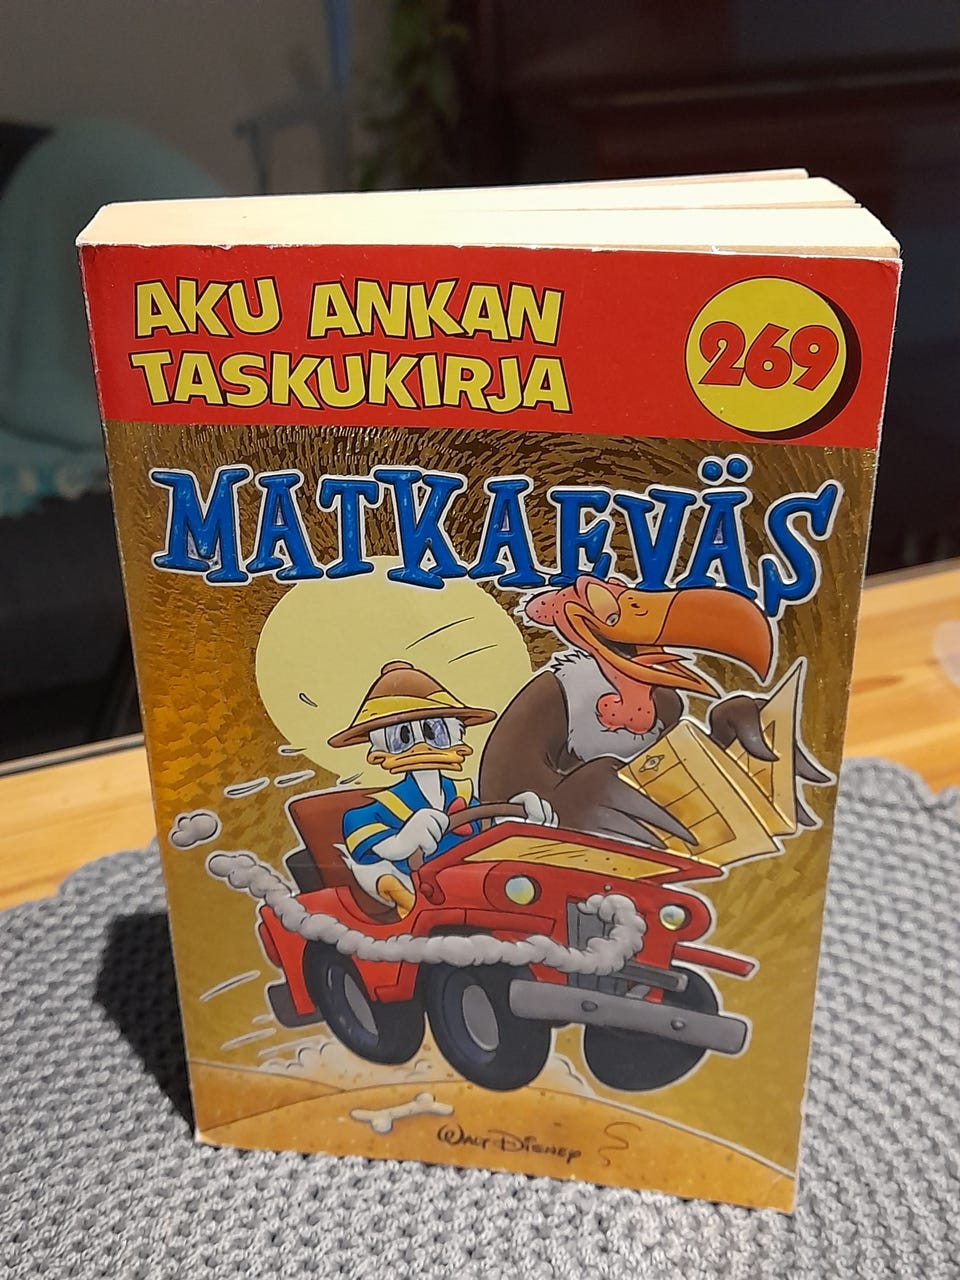 AKU ANKAN
TASKUKIRJA
269
MATKAEVÄS
WALT DISNEY